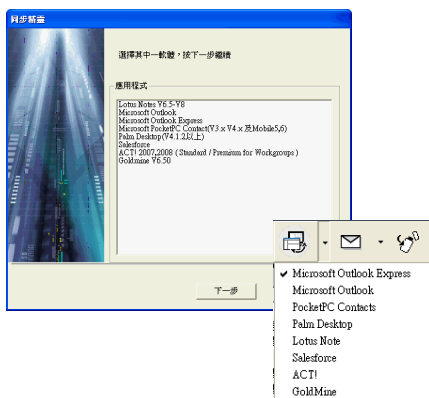 同步精靈
選擇其中一軟體，按下一步繼續
應用程式
Lotus Notes V6.5-V8
Microsoft Outlook
Microsoft Outlook Express
Microsoft PocketPC Contact(V3.x V4.x 及Mobile5,6)
Palm Desktop(V4.1.2以上)
Salesforce
ACT! 2007,2008 ( Standard / Premium for Workgroups )
Goldmine V6.50
下一步
Microsoft Outlook Express
Microsoft Outlook
PocketPC Contacts
Palm Desktop
Lotus Note
Salesforce
ACT!
GoldMine